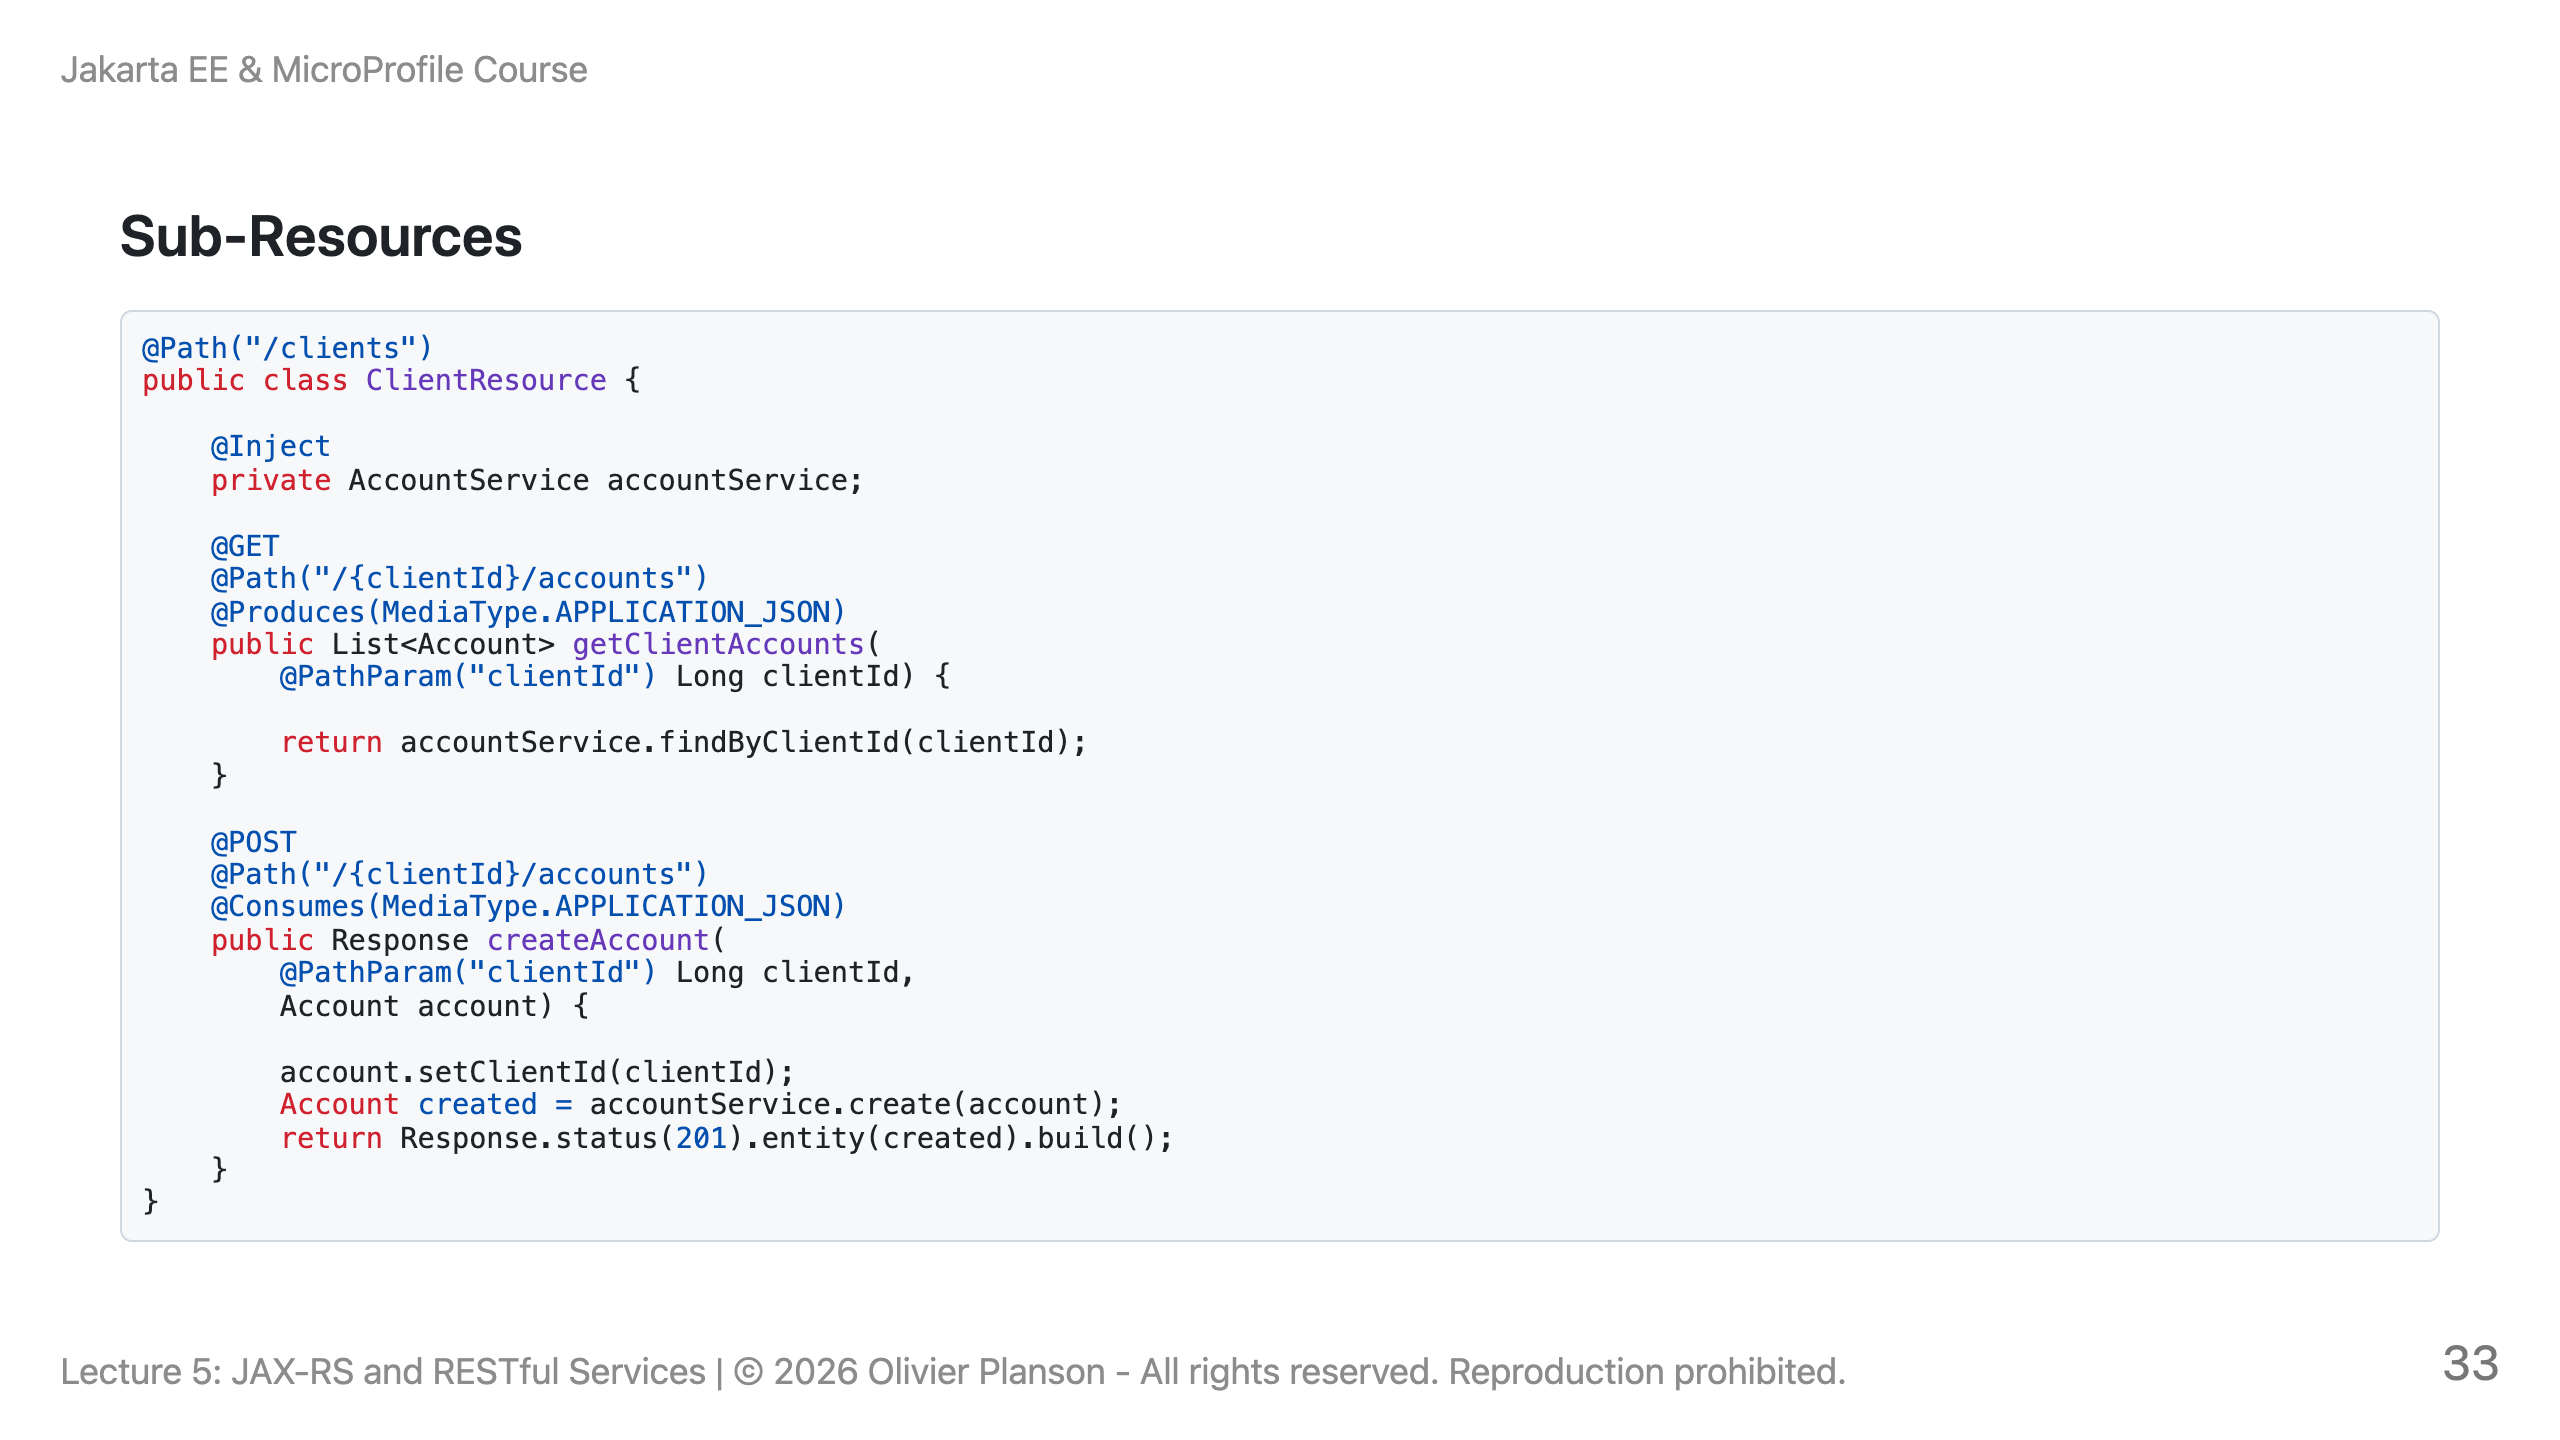 Jakarta EE & MicroProfile Course
Sub-Resources
@Path("/clients")
public class ClientResource {
    @Inject
    private AccountService accountService;
    @GET
    @Path("/{clientId}/accounts")
    @Produces(MediaType.APPLICATION_JSON)
    public List<Account> getClientAccounts(
        @PathParam("clientId") Long clientId) {
        return accountService.findByClientId(clientId);
    }
    @POST
    @Path("/{clientId}/accounts")
    @Consumes(MediaType.APPLICATION_JSON)
    public Response createAccount(
        @PathParam("clientId") Long clientId,
        Account account) {
        account.setClientId(clientId);
        Account created = accountService.create(account);
        return Response.status(201).entity(created).build();
    }
}
Lecture 5: JAX-RS and RESTful Services | © 2026 Olivier Planson - All rights reserved. Reproduction prohibited.
33